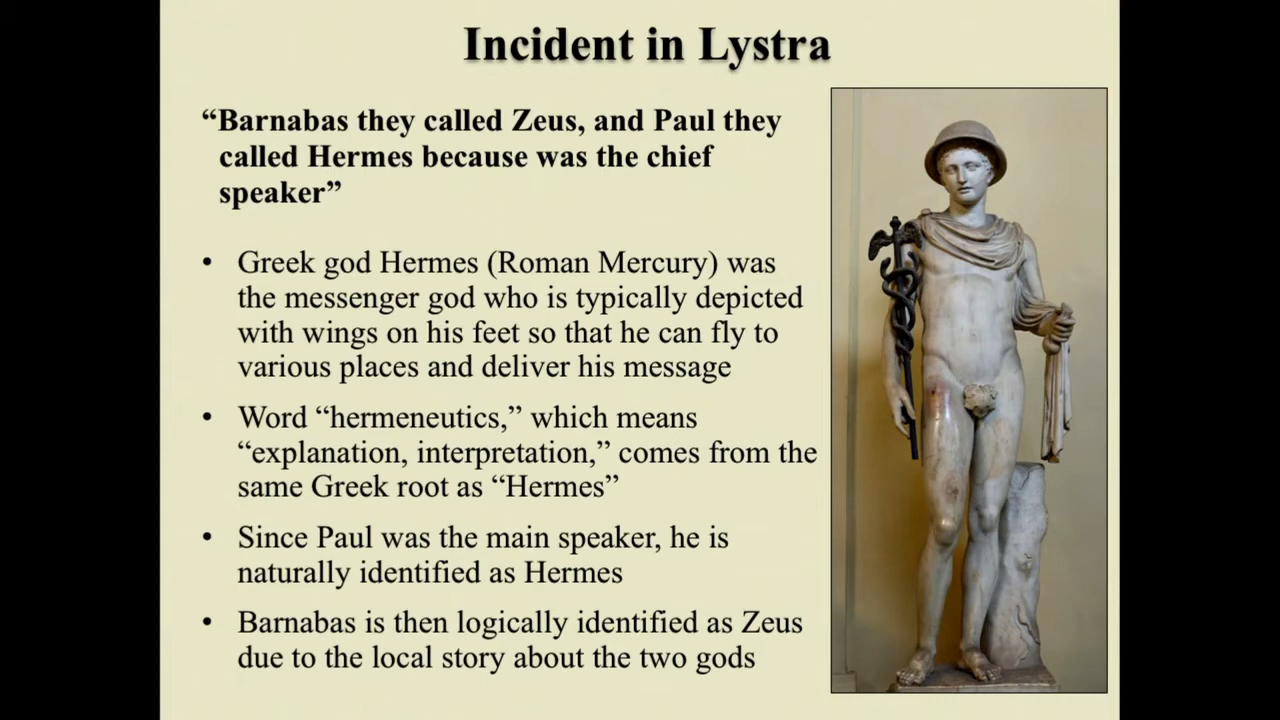 Incident in Lystra
“Barnabas they called Zeus, and Paul they
called Hermes because was the chief
speaker”
• Greek god Hermes (Roman Mercury) was
the messenger god who is typically depicted
with wings on his feet so that he can fly to
various places and deliver his message
• Word “hermeneutics,” which means
“explanation, interpretation,” comes from the
same Greek root as “Hermes”
• Since Paul was the main speaker, he is
naturally identified as Hermes
• Barnabas is then logically identified as Zeus
due to the local story about the two gods